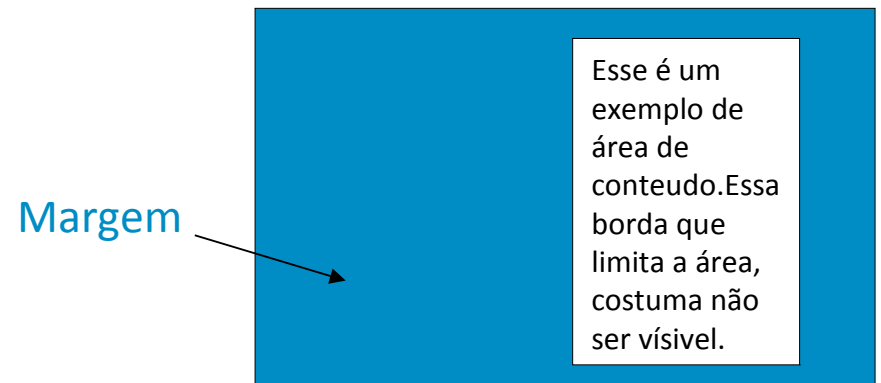 Margem
Esse é um
exemplo de
área de
conteudo.Essa
borda que
limita a área,
costuma não
ser vísivel.